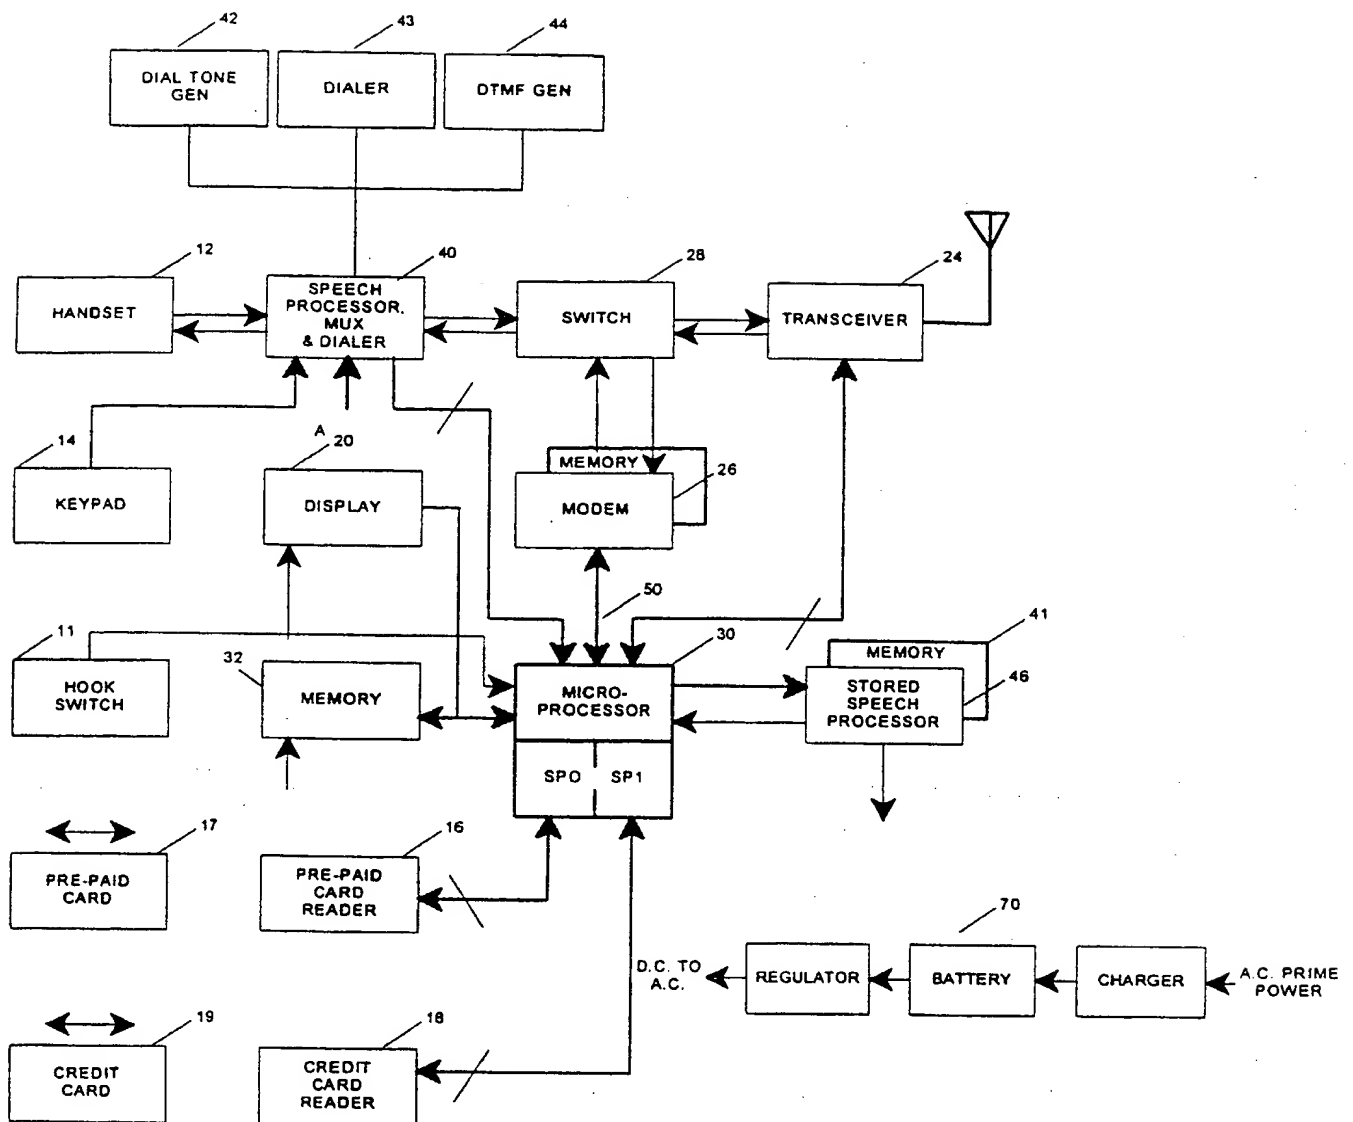 42
43
44
DIAL TONE
GEN
DIALER
DTMF GEN
12
40
28
24
HANDSET
SPEECH
PROCESSOR,
MUX
& DIALER
SWITCH
TRANSCEIVER
A
14
20
KEYPAD
DISPLAY
MEMORY
26
MODEM
50
11
32
30
41
HOOK
SWITCH
MEMORY
MICRO-
PROCESSOR
MEMORY
46
STORED
SPEECH
PROCESSOR
SP0
SP1
17
16
PRE-PAID
CARD
PRE-PAID
CARD
READER
70
D.C. TO
A.C.
REGULATOR
BATTERY
CHARGER
A.C. PRIME
POWER
19
18
CREDIT
CARD
CREDIT
CARD
READER